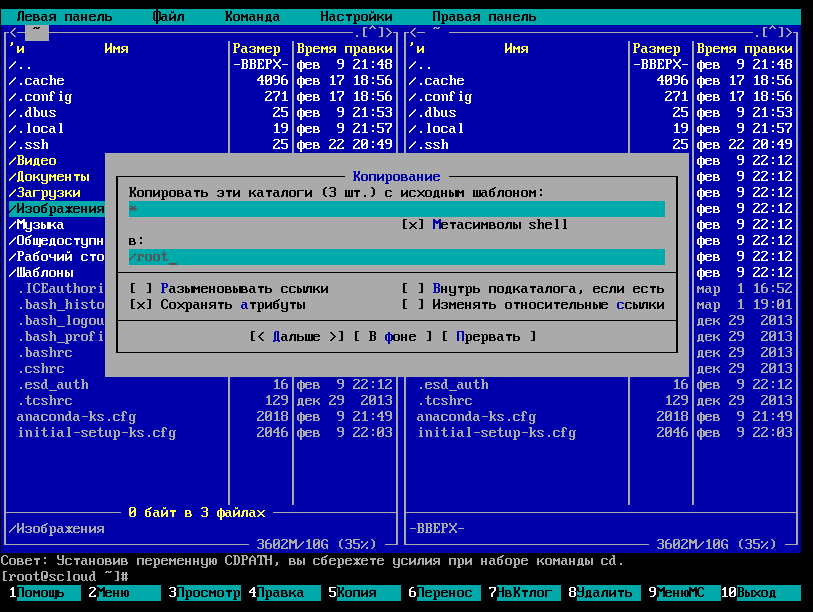 Левая панель Файл Команда Настройки Правая панель
<- ~ .[^]> <- ~ .[^]>
'и Имя Размер Время правки 'и Имя Размер Время правки
/.. -ВВЕРХ- фев 9 21:48 /.. -ВВЕРХ- фев 9 21:48
/.cache 4096 фев 17 18:56 /.cache 4096 фев 17 18:56
/.config 271 фев 17 18:56 /.config 271 фев 17 18:56
/.dbus 25 фев 9 21:53 /.dbus 25 фев 9 21:53
/.local 19 фев 9 21:57 /.local 19 фев 9 21:57
/.ssh 25 фев 22 20:49 /.ssh 25 фев 22 20:49
/Видео фев 9 22:12
/Документы Копирование фев 9 22:12
/Загрузки Копировать эти каталоги (3 шт.) с исходным шаблоном: фев 9 22:12
/Изображения * фев 9 22:12
/Музыка [x] Метасимволы shell фев 9 22:12
/Общедоступн в: фев 9 22:12
/Рабочий сто /root_ фев 9 22:12
/Шаблоны фев 9 22:12
.ICEauthori [ ] Разыменовывать ссылки [ ] Внутрь подкаталога, если есть мар 1 16:52
.bash_histo [x] Сохранять атрибуты [ ] Изменять относительные ссылки мар 1 19:01
.bash_logou дек 29 2013
.bash_profi [< Дальше >] [ В фоне ] [ Прервать ] дек 29 2013
.bashrc дек 29 2013
.cshrc дек 29 2013
.esd_auth 16 фев 9 22:12 .esd_auth 16 фев 9 22:12
.tcshrc 129 дек 29 2013 .tcshrc 129 дек 29 2013
anaconda-ks.cfg 2018 фев 9 21:49 anaconda-ks.cfg 2018 фев 9 21:49
initial-setup-ks.cfg 2046 фев 9 22:03 initial-setup-ks.cfg 2046 фев 9 22:03
0 байт в 3 файлах
/Изображения -ВВЕРХ-
3602M/10G (35%) 3602M/10G (35%)
Совет: Установив переменную CDPATH, вы сбережете усилия при наборе команды cd.
[root@scloud ~]#
1Помощь 2Меню 3Просмотр 4Правка 5Копия 6Перенос 7НвКтлог 8Удалить 9МенюMC 10Выход